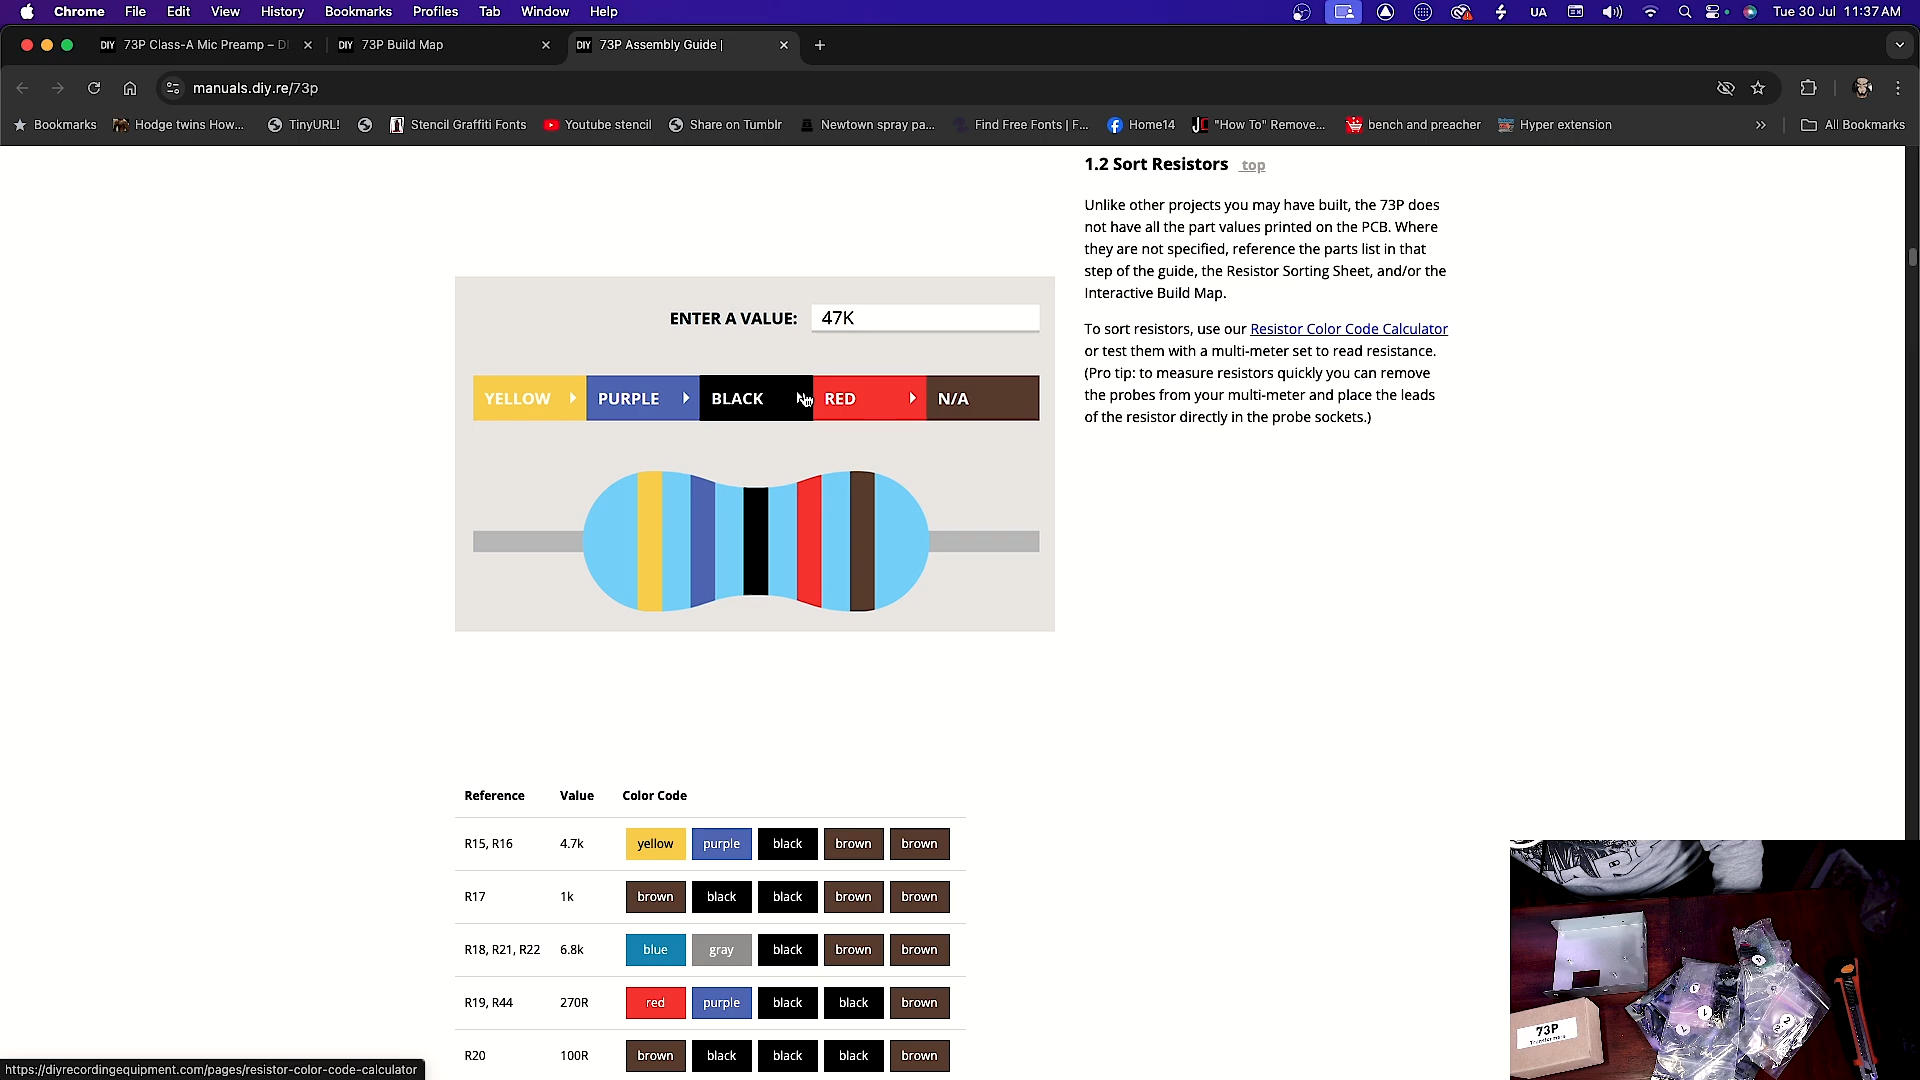 Chrome File Edit View History Bookmarks Profiles Tab Window Help UA Tue 30 Jul 11:37 AM
DIY 73P Class-A Mic Preamp – DI DIY 73P Build Map DIY 73P Assembly Guide |
manuals.diy.re/73p
Bookmarks Hodge twins How... TinyURL! Stencil Graffiti Fonts Youtube stencil Share on Tumblr Newtown spray pa... Find Free Fonts | F... Home14 "How To" Remove... bench and preacher Hyper extension » All Bookmarks
1.2 Sort Resistors top
Unlike other projects you may have built, the 73P does
not have all the part values printed on the PCB. Where
they are not specified, reference the parts list in that
step of the guide, the Resistor Sorting Sheet, and/or the
Interactive Build Map.
To sort resistors, use our Resistor Color Code Calculator
or test them with a multi-meter set to read resistance.
(Pro tip: to measure resistors quickly you can remove
the probes from your multi-meter and place the leads
of the resistor directly in the probe sockets.)
ENTER A VALUE: 47K
YELLOW PURPLE BLACK RED N/A
Reference Value Color Code
R15, R16 4.7k yellow purple black brown brown
R17 1k brown black black brown brown
R18, R21, R22 6.8k blue gray black brown brown
R19, R44 270R red purple black black brown
R20 100R brown black black black brown
73P
Transformers
https://diyrecordingequipment.com/pages/resistor-color-code-calculator